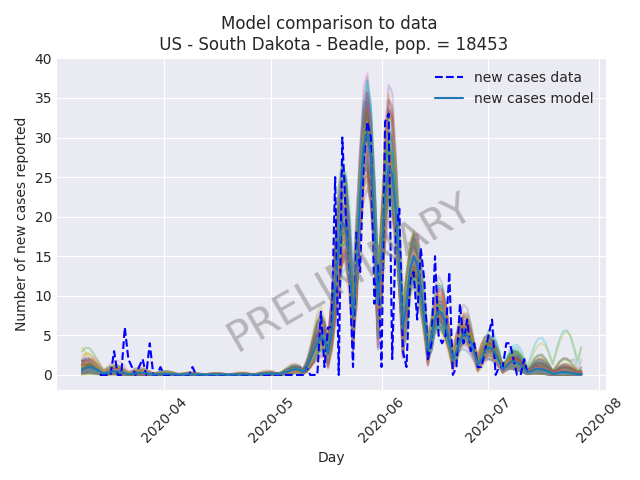 Model comparison to data
US - South Dakota - Beadle, pop. = 18453
new cases data
new cases model
Number of new cases reported
40
35
30
25
20
15
10
5
0
PRELIMINARY
2020-04
2020-05
2020-06
2020-07
2020-08
Day